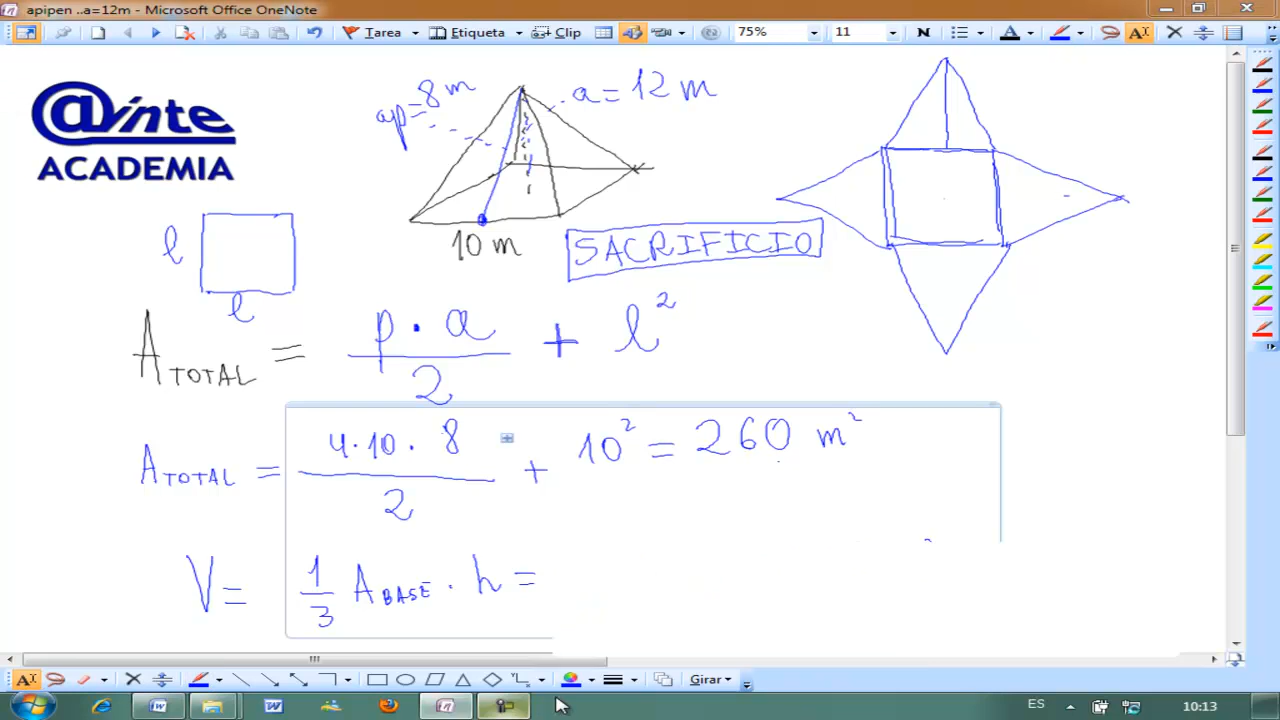 apipen ..a=12m - Microsoft Office OneNote
Tarea
Etiqueta
Clip
75%
11
N
A
@inte
ACADEMIA
ap=8 m
a = 12 m
10 m
SACRIFICIO
l
l
A TOTAL = p · a / 2 + l²
A TOTAL = 4·10 · 8 / 2 + 10² = 260 m²
V = 1/3 A BASE · h =
Girar
ES
10:13